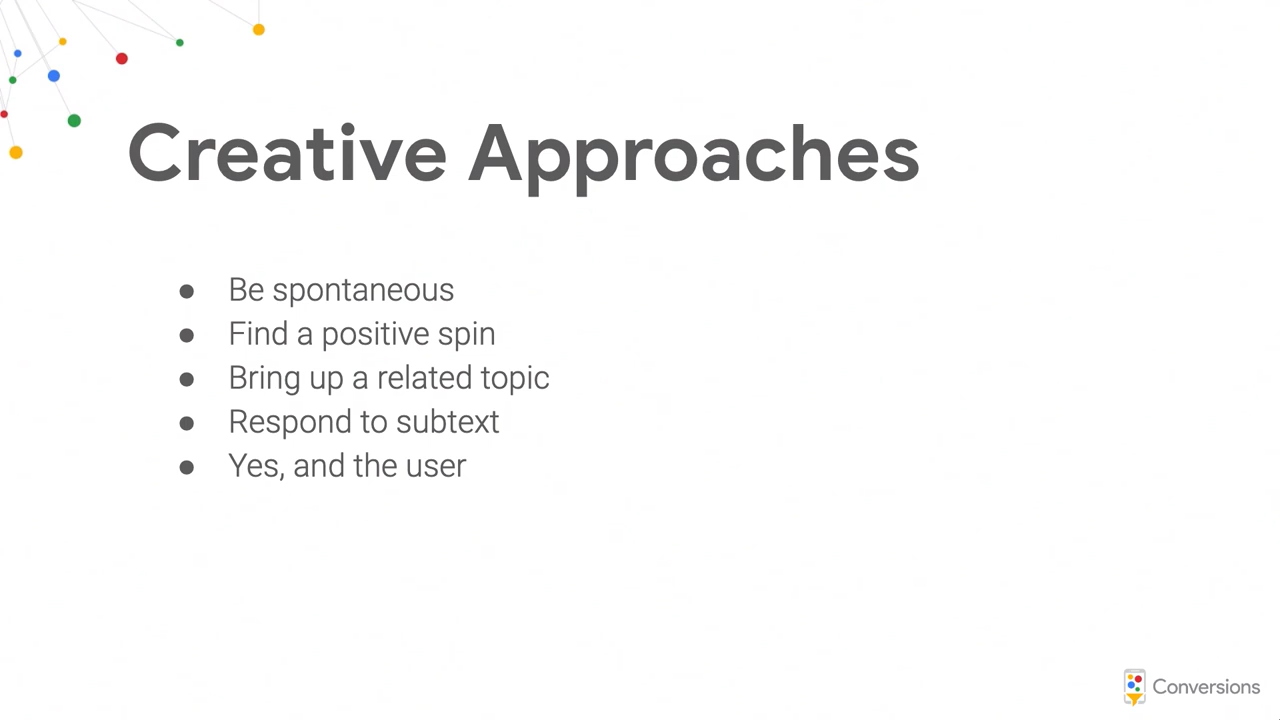 Creative Approaches
● Be spontaneous
● Find a positive spin
● Bring up a related topic
● Respond to subtext
● Yes, and the user
Conversions